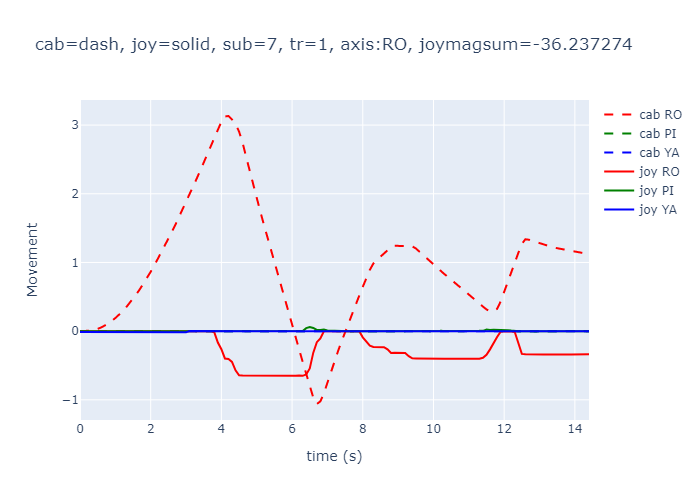 cab=dash, joy=solid, sub=7, tr=1, axis:RO, joymagsum=-36.237274
Movement
3
2
1
0
−1
0 2 4 6 8 10 12 14
time (s)
cab RO
cab PI
cab YA
joy RO
joy PI
joy YA